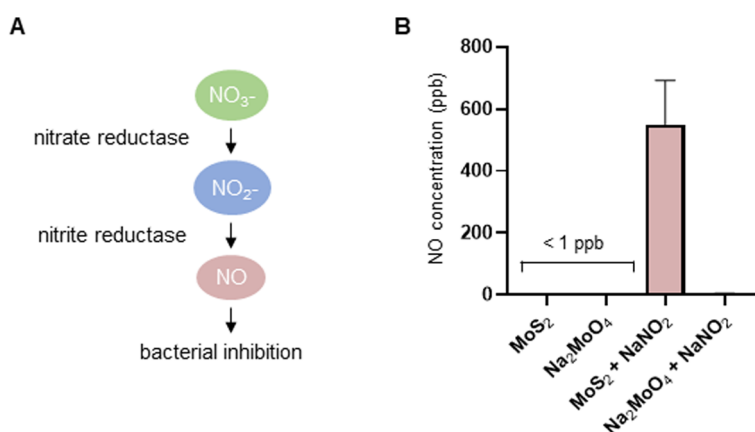 A
NO₃-
nitrate reductase
NO₂-
nitrite reductase
NO
bacterial inhibition
B
NO concentration (ppb)
800
600
400
200
0
< 1 ppb
MoS₂
Na₂MoO₄
MoS₂ + NaNO₂
Na₂MoO₄ + NaNO₂